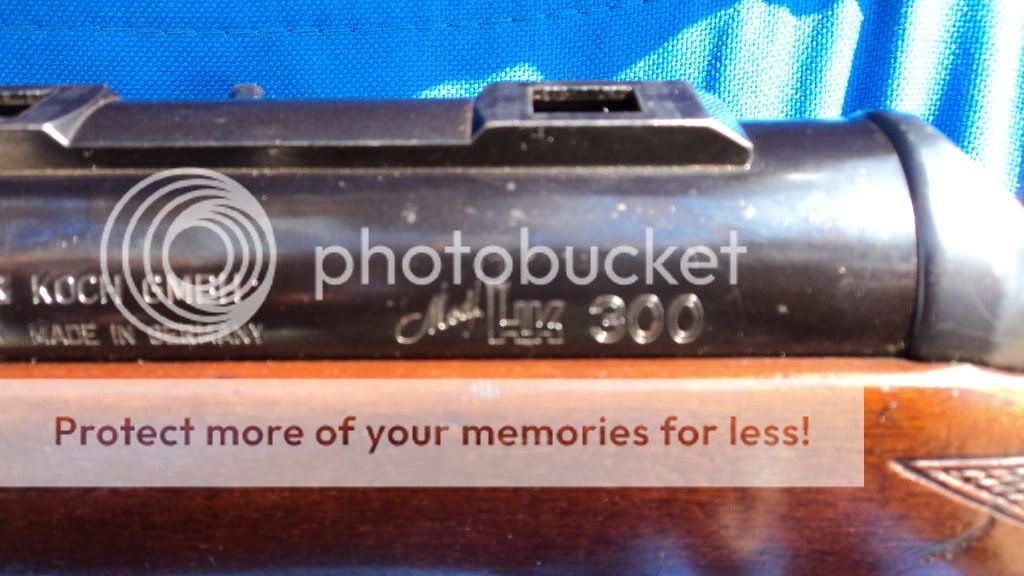 photobucket
& KOCH GMBH
MADE IN GERMANY
Mod. HK 300
Protect more of your memories for less!